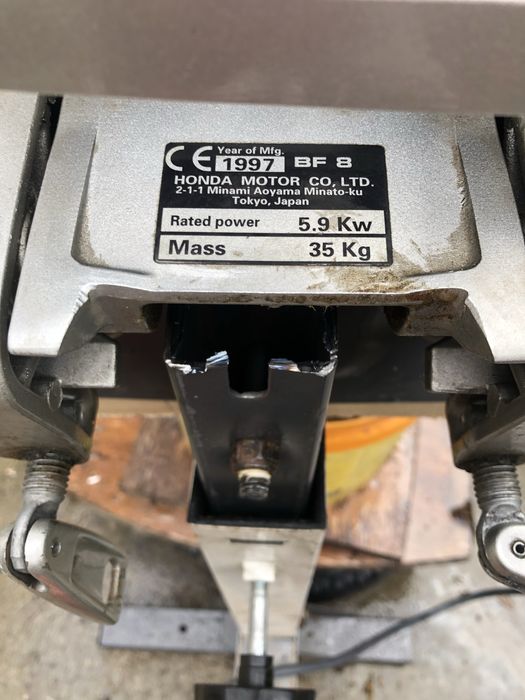 CE Year of Mfg.
1997 BF 8
HONDA MOTOR CO, LTD.
2-1-1 Minami Aoyama Minato-ku
Tokyo, Japan
Rated power 5.9 Kw
Mass 35 Kg